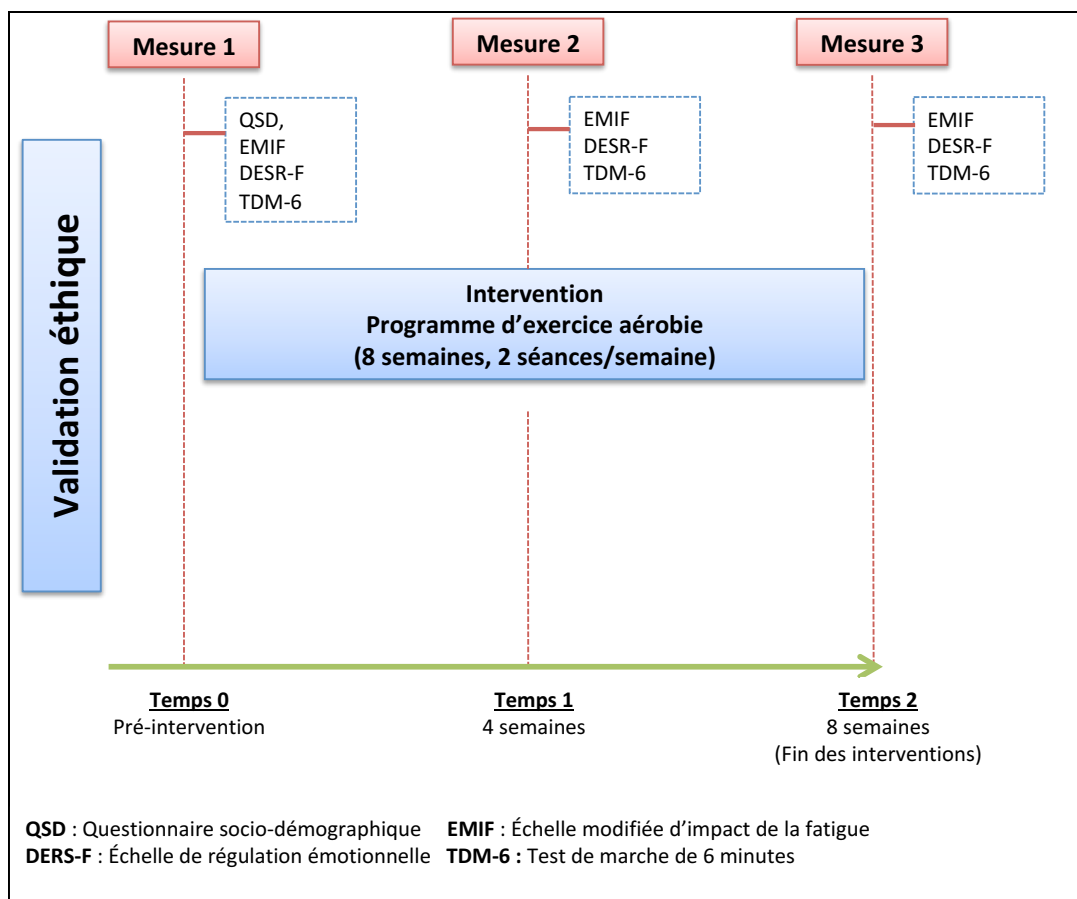 Mesure 1
Mesure 2
Mesure 3
QSD,
EMIF
DESR-F
TDM-6
EMIF
DESR-F
TDM-6
EMIF
DESR-F
TDM-6
Validation éthique
Intervention
Programme d’exercice aérobie
(8 semaines, 2 séances/semaine)
Temps 0
Pré-intervention
Temps 1
4 semaines
Temps 2
8 semaines
(Fin des interventions)
QSD : Questionnaire socio-démographique EMIF : Échelle modifiée d’impact de la fatigue
DERS-F : Échelle de régulation émotionnelle TDM-6 : Test de marche de 6 minutes